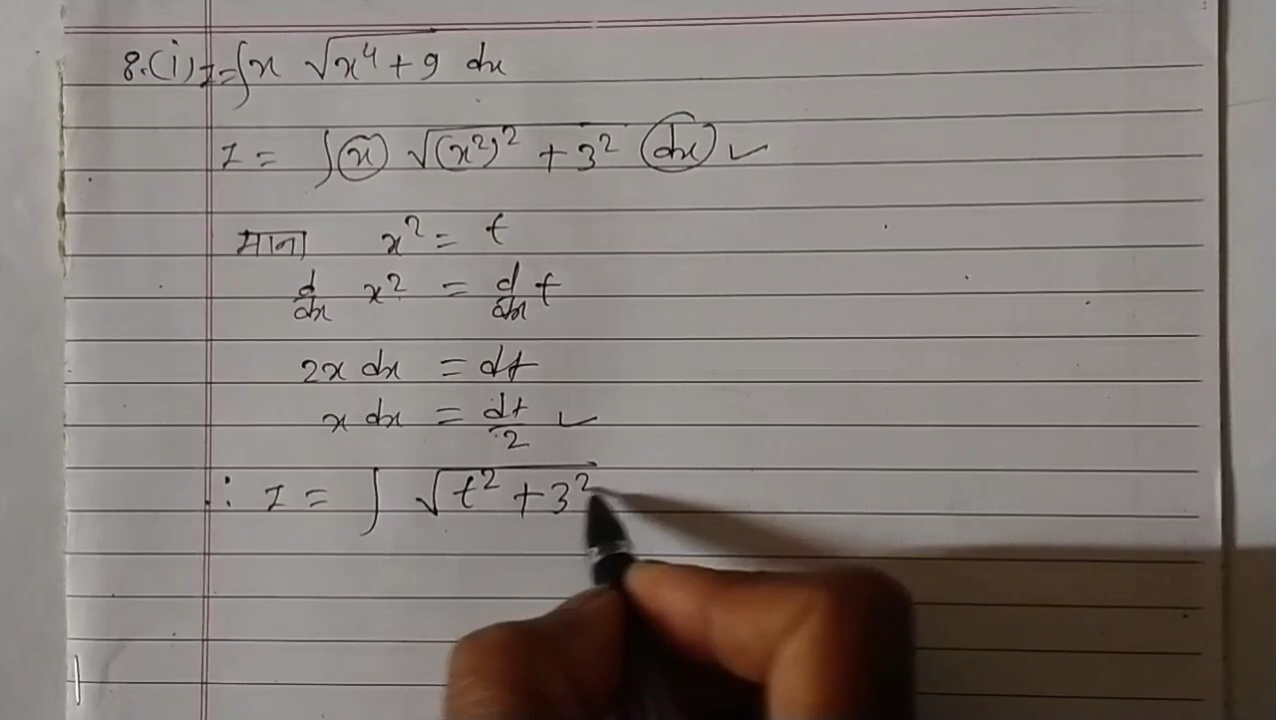 8.(i) I = ∫x √x⁴ + 9 dx
I = ∫x √(x²)² + 3² dx ✓
माना x² = t
d/dx x² = d/dx t
2x dx = dt
x dx = dt/2 ✓
∴ I = ∫ √t² + 3²